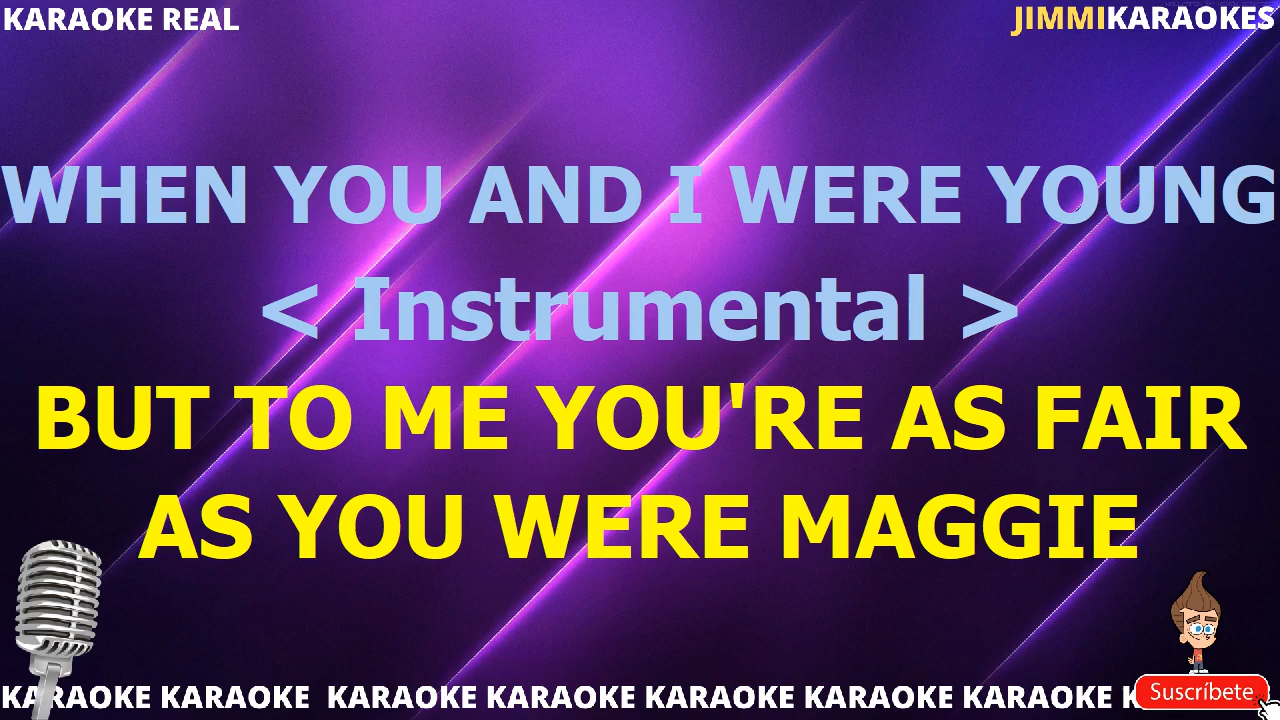 KARAOKE REAL
JIMMIKARAOKES
WHEN YOU AND I WERE YOUNG
< Instrumental >
BUT TO ME YOU'RE AS FAIR
AS YOU WERE MAGGIE
KARAOKE KARAOKE KARAOKE KARAOKE KARAOKE KARAOKE KARAOKE K
Suscríbete